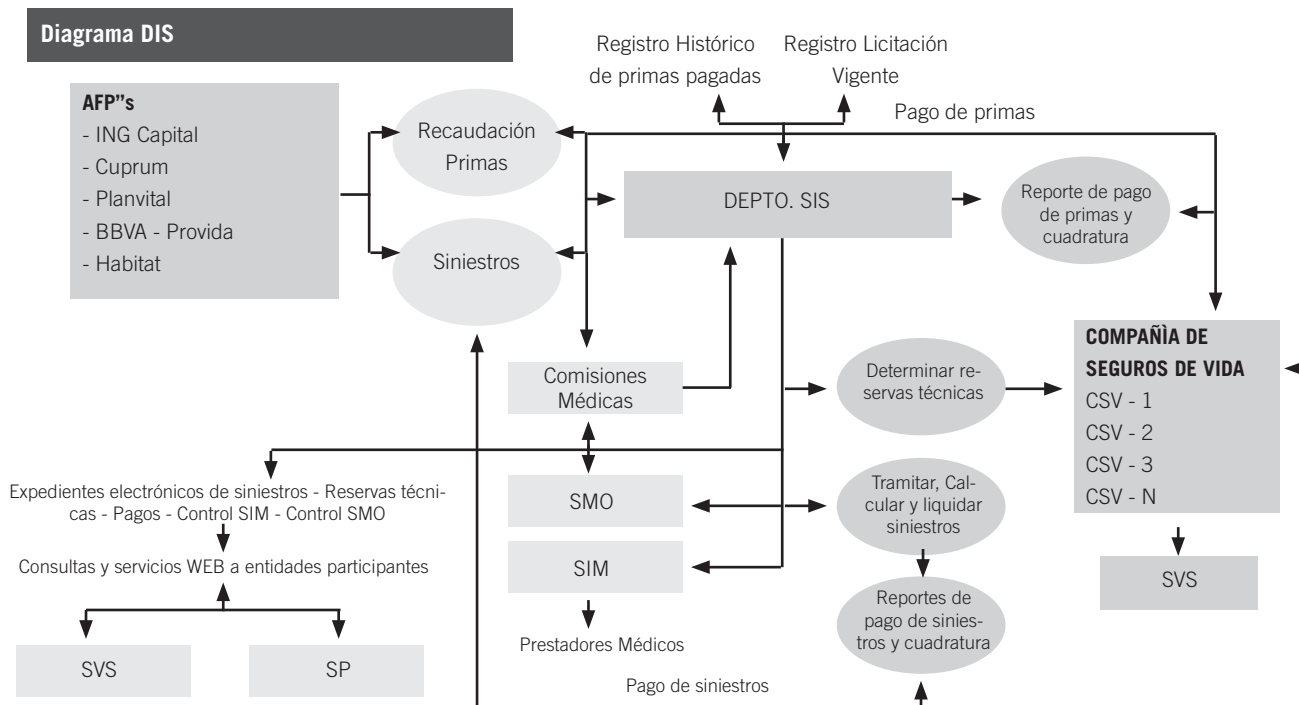 Diagrama DIS
Registro Histórico
de primas pagadas
Registro Licitación
Vigente
Pago de primas
AFP”s
- ING Capital
- Cuprum
- Planvital
- BBVA - Provida
- Habitat
Recaudación
Primas
Siniestros
DEPTO. SIS
Reporte de pago
de primas y
cuadratura
Comisiones
Médicas
Determinar re-
servas técnicas
COMPAÑÌA DE
SEGUROS DE VIDA
CSV - 1
CSV - 2
CSV - 3
CSV - N
Expedientes electrónicos de siniestros - Reservas técni-
cas - Pagos - Control SIM - Control SMO
SMO
Tramitar, Cal-
cular y liquidar
siniestros
Consultas y servicios WEB a entidades participantes
SIM
SVS
Reportes de
pago de sinies-
tros y cuadratura
Prestadores Médicos
SVS
SP
Pago de siniestros